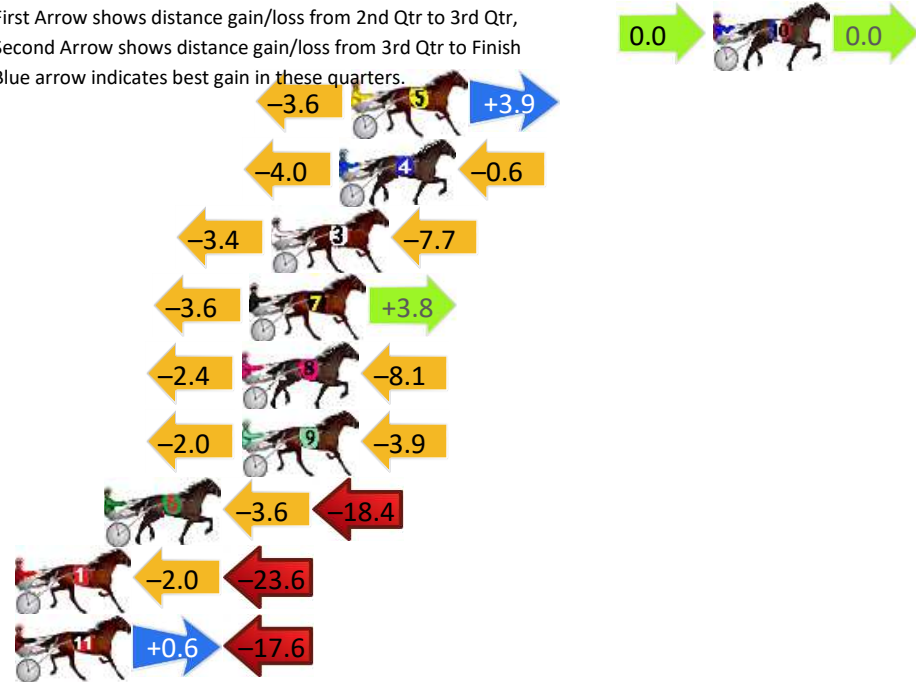 First Arrow shows distance gain/loss from 2nd Qtr to 3rd Qtr,
Second Arrow shows distance gain/loss from 3rd Qtr to Finish
Blue arrow indicates best gain in these quarters.
0.0 10 0.0
–3.6 5 +3.9
–4.0 4 –0.6
–3.4 3 –7.7
–3.6 7 +3.8
–2.4 8 –8.1
–2.0 9 –3.9
–3.6 –18.4
1 –2.0 –23.6
11 +0.6 –17.6